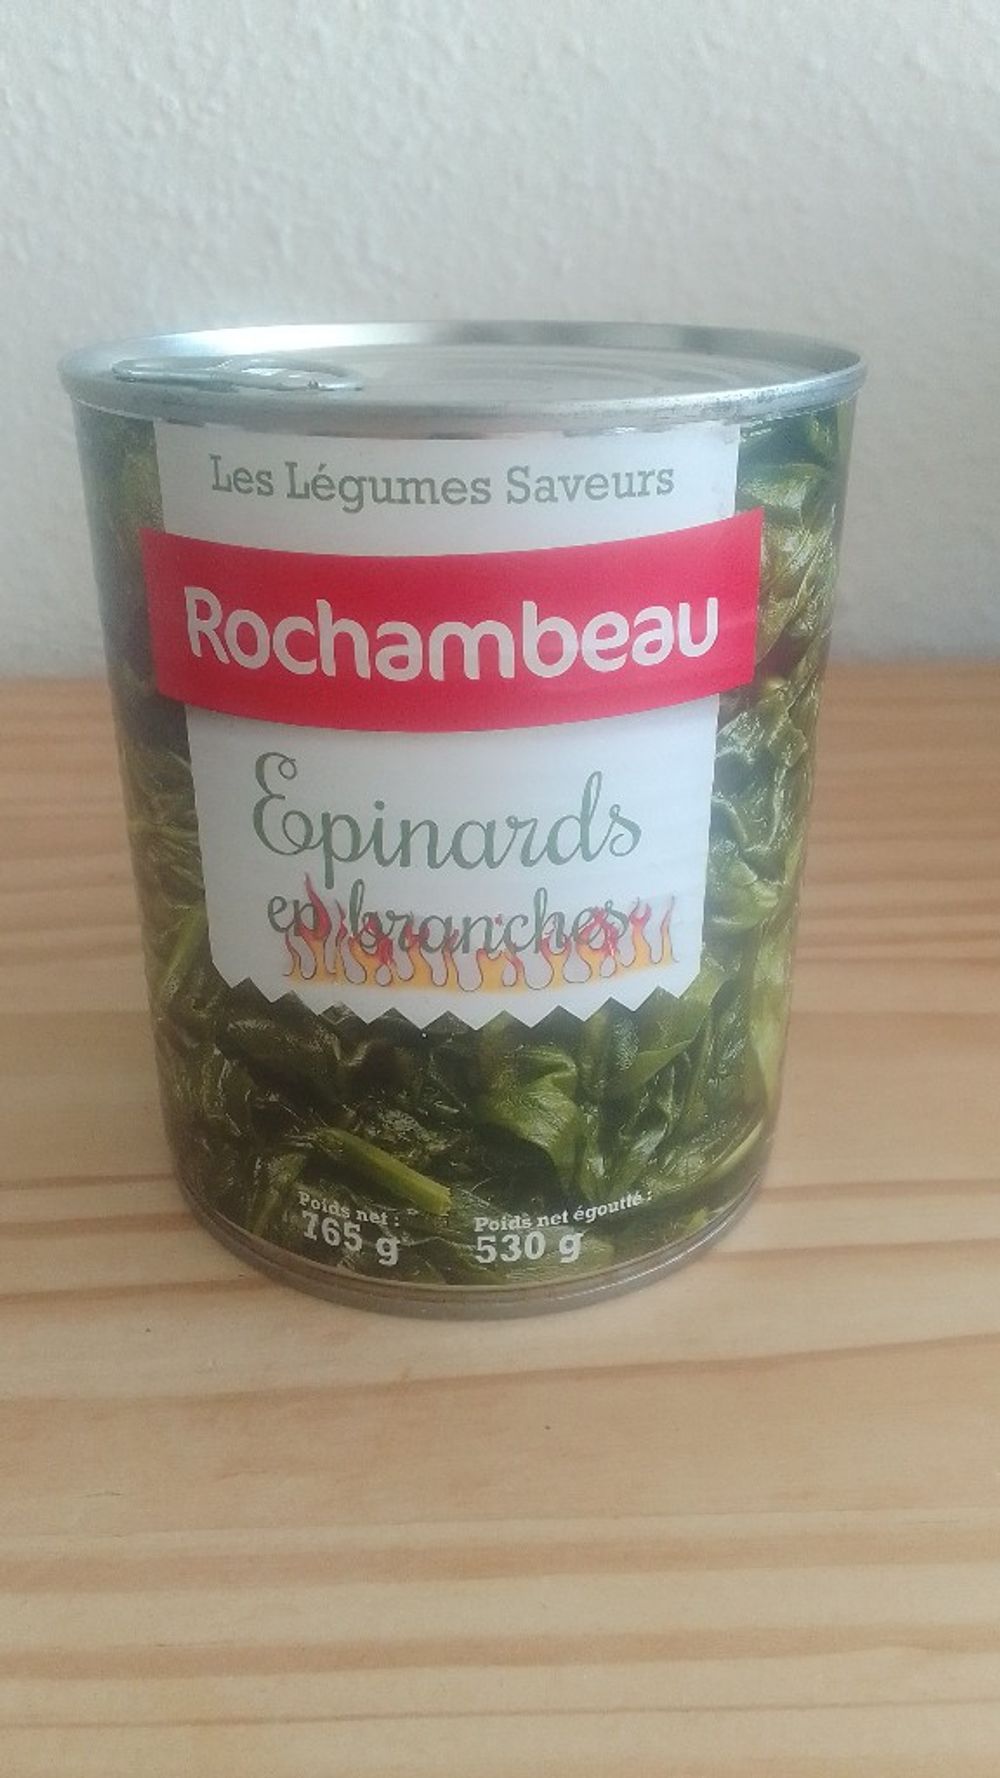 Les Légumes Saveurs
Rochambeau
Epinards
en branches
Poids net :
765 g
Poids net égoutté :
530 g